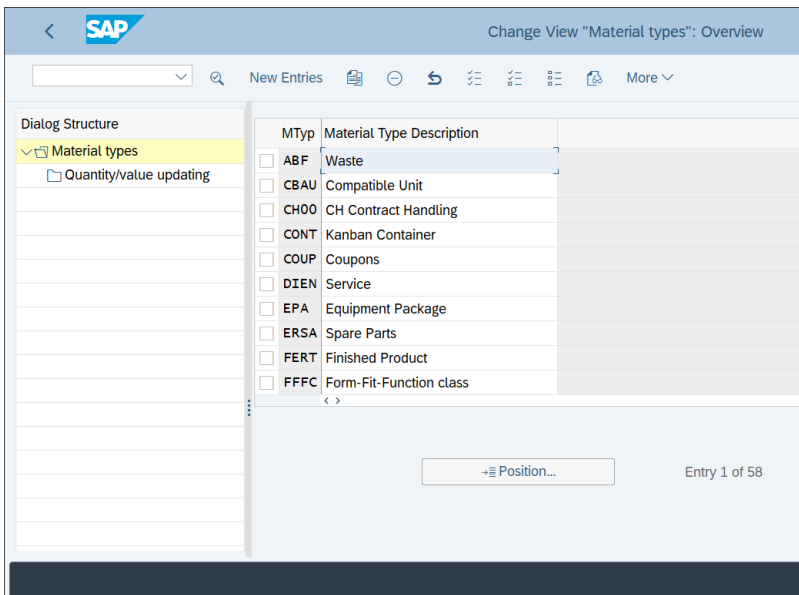 SAP
Change View "Material types": Overview
New Entries
More
Dialog Structure
Material types
Quantity/value updating
MTyp Material Type Description
ABF Waste
CBAU Compatible Unit
CH00 CH Contract Handling
CONT Kanban Container
COUP Coupons
DIEN Service
EPA Equipment Package
ERSA Spare Parts
FERT Finished Product
FFFC Form-Fit-Function class
Position...
Entry 1 of 58